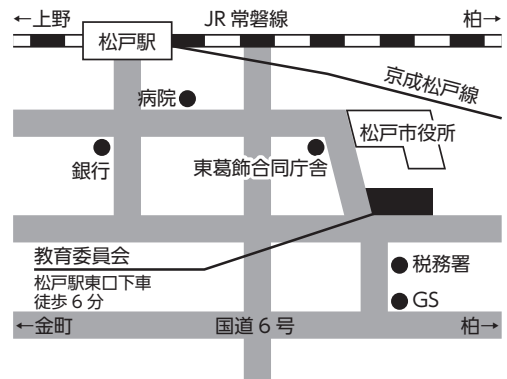 ←上野
JR常磐線
柏→
松戸駅
京成松戸線
病院
松戸市役所
銀行
東葛飾合同庁舎
教育委員会
松戸駅東口下車
徒歩6分
税務署
GS
←金町
国道6号
柏→